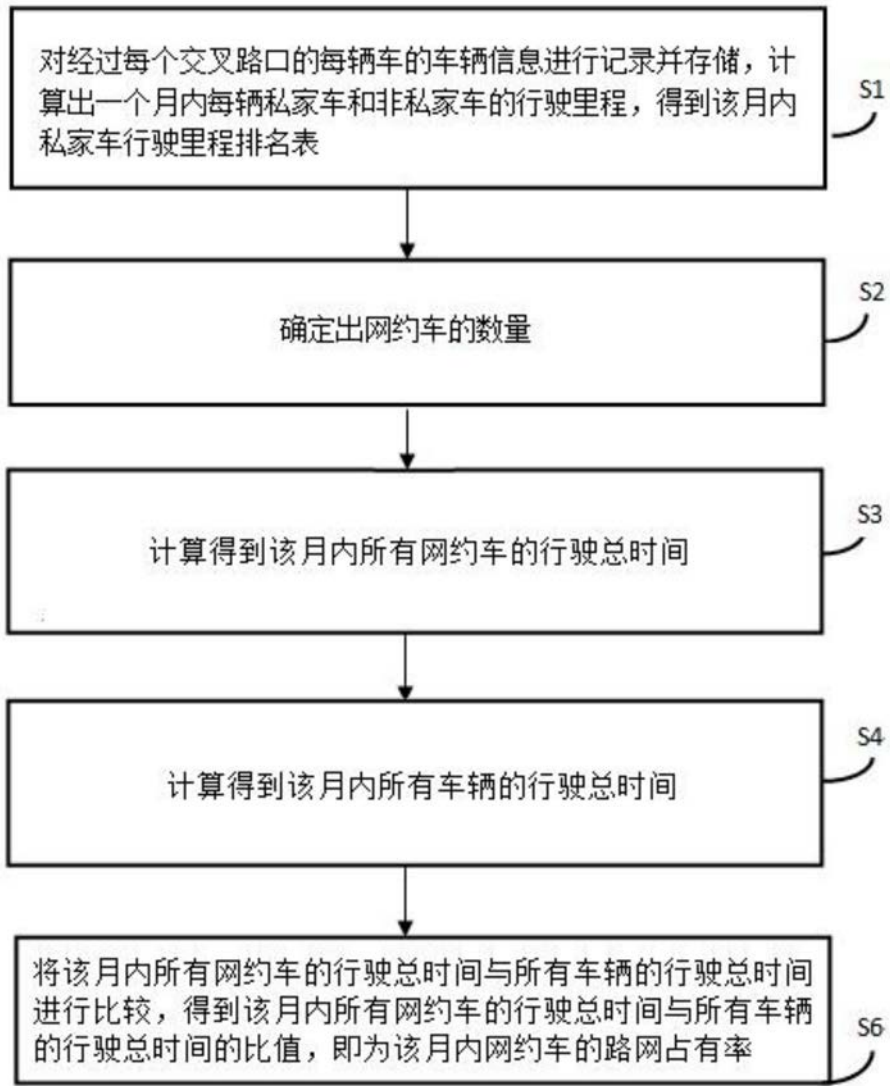 对经过每个交叉路口的每辆车的车辆信息进行记录并存储，计
算出一个月内每辆私家车和非私家车的行驶里程，得到该月内
私家车行驶里程排名表
S1
确定出网约车的数量
S2
计算得到该月内所有网约车的行驶总时间
S3
计算得到该月内所有车辆的行驶总时间
S4
将该月内所有网约车的行驶总时间与所有车辆的行驶总时间
进行比较，得到该月内所有网约车的行驶总时间与所有车辆
的行驶总时间的比值，即为该月内网约车的路网占有率
S6